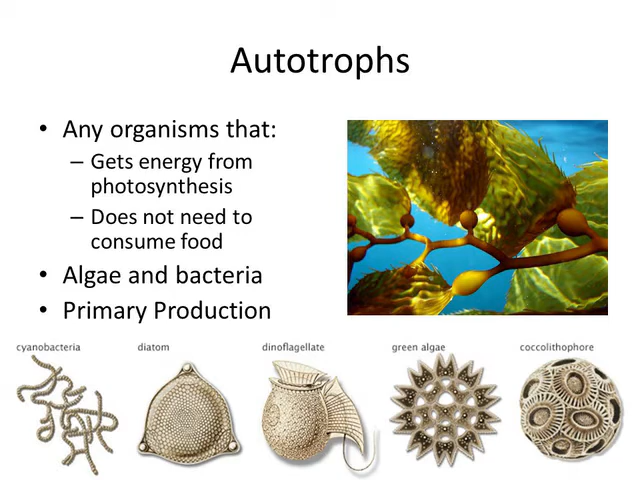 Autotrophs
• Any organisms that:
– Gets energy from
photosynthesis
– Does not need to
consume food
• Algae and bacteria
• Primary Production
cyanobacteria
diatom
dinoflagellate
green algae
coccolithophore